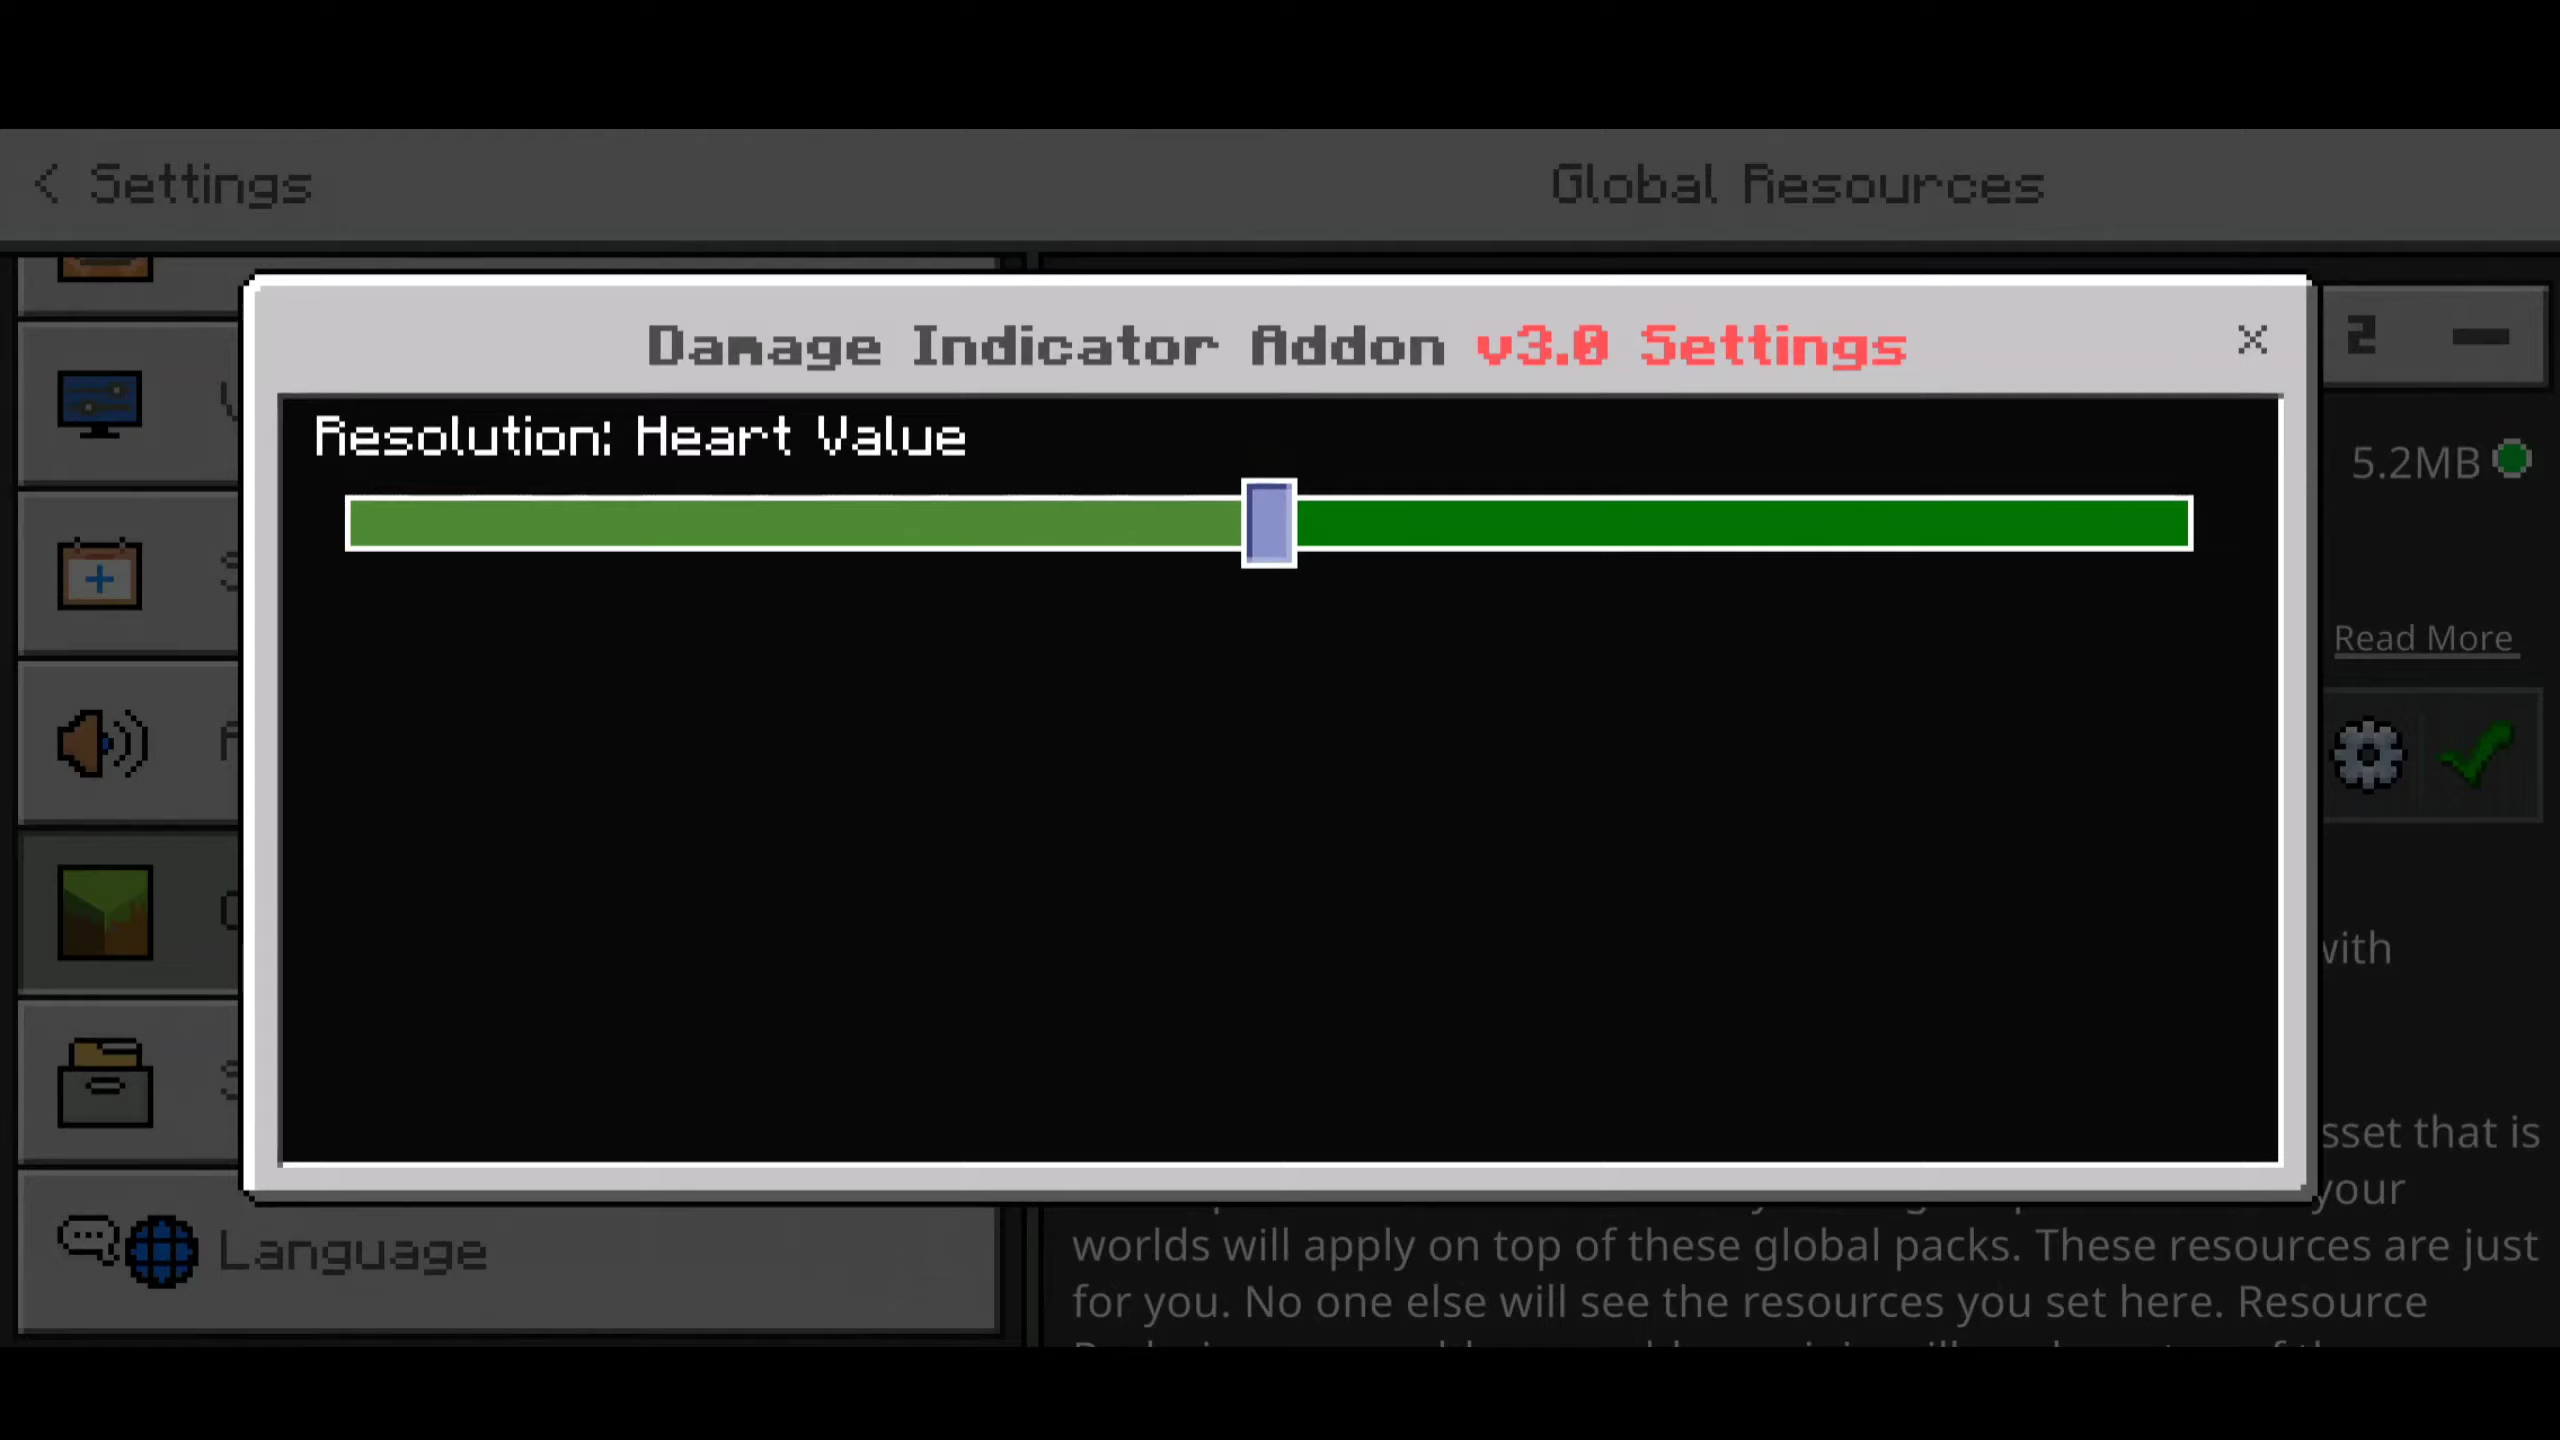 < Settings
Global Resources
Damage Indicator Addon v3.0 Settings
2
Resolution: Heart Value
5.2MB
Read More
with
sset that is
your
Language
worlds will apply on top of these global packs. These resources are just
for you. No one else will see the resources you set here. Resource